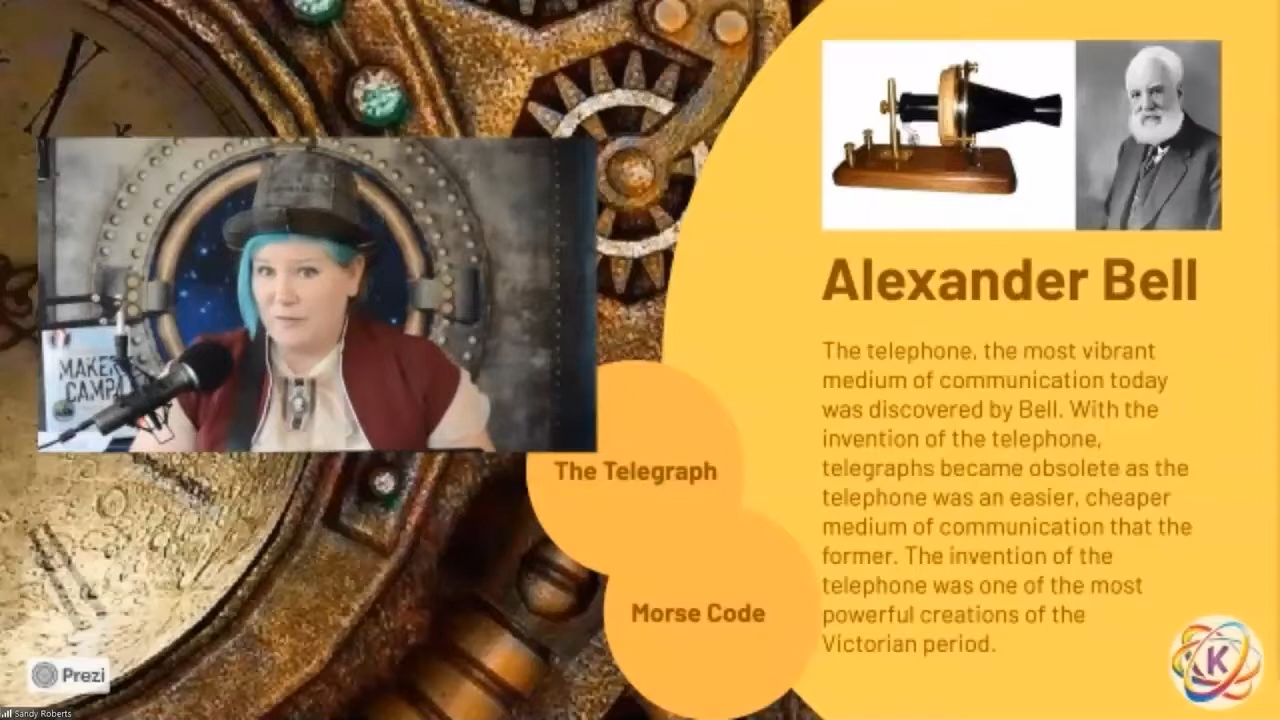 MAKER
CAMP
The Telegraph
Morse Code
Alexander Bell
The telephone, the most vibrant
medium of communication today
was discovered by Bell. With the
invention of the telephone,
telegraphs became obsolete as the
telephone was an easier, cheaper
medium of communication that the
former. The invention of the
telephone was one of the most
powerful creations of the
Victorian period.
K
Prezi
Sandy Roberts